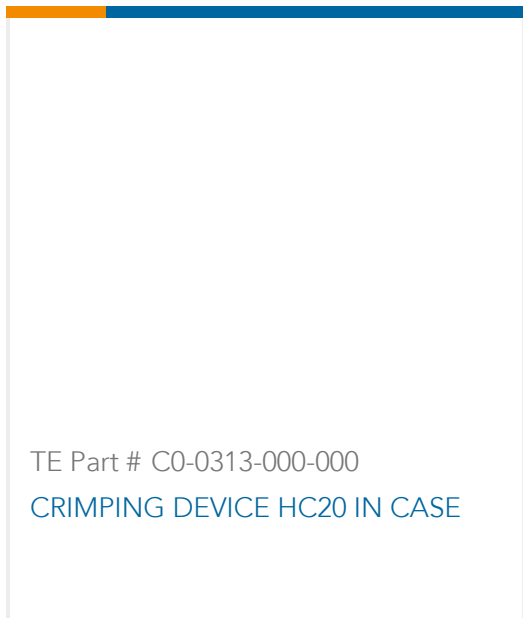 TE Part # C0-0313-000-000
CRIMPING DEVICE HC20 IN CASE